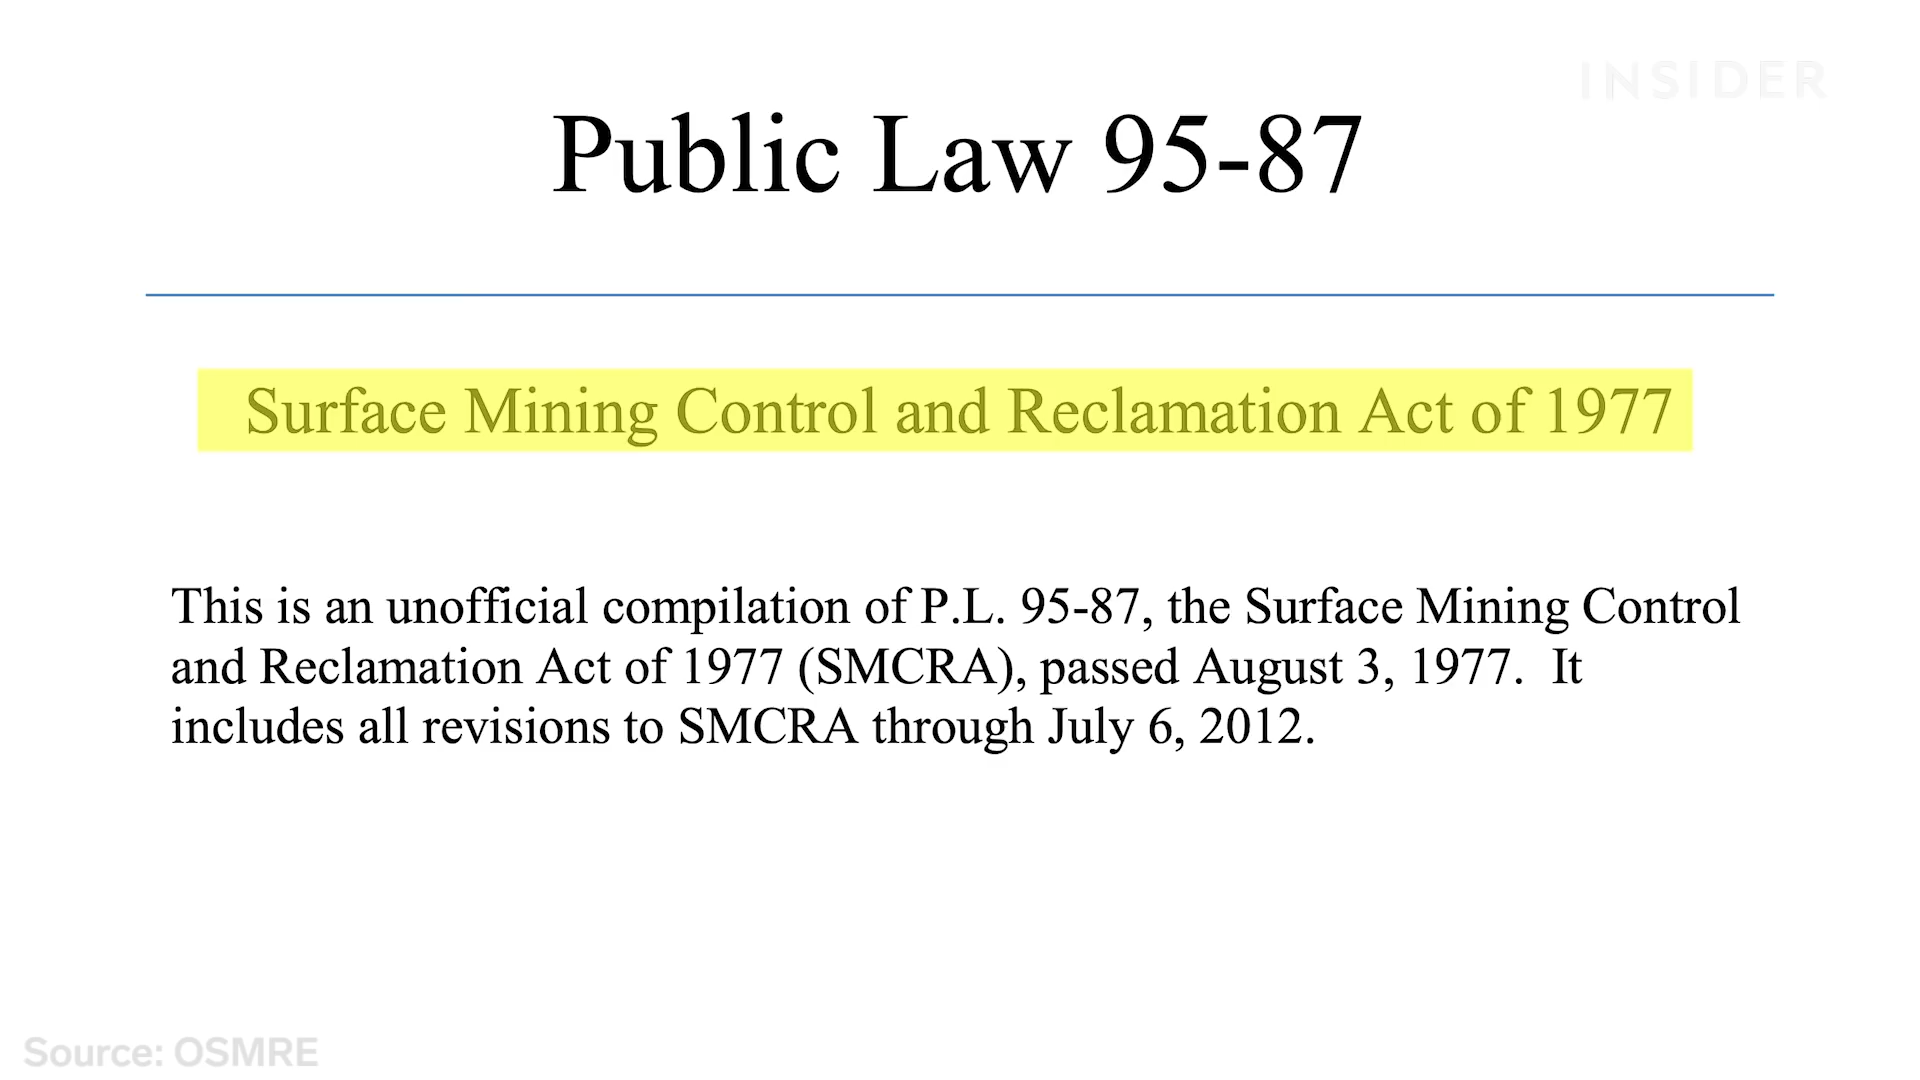 INSIDER
Public Law 95-87
Surface Mining Control and Reclamation Act of 1977
This is an unofficial compilation of P.L. 95-87, the Surface Mining Control
and Reclamation Act of 1977 (SMCRA), passed August 3, 1977.  It
includes all revisions to SMCRA through July 6, 2012.
Source: OSMRE